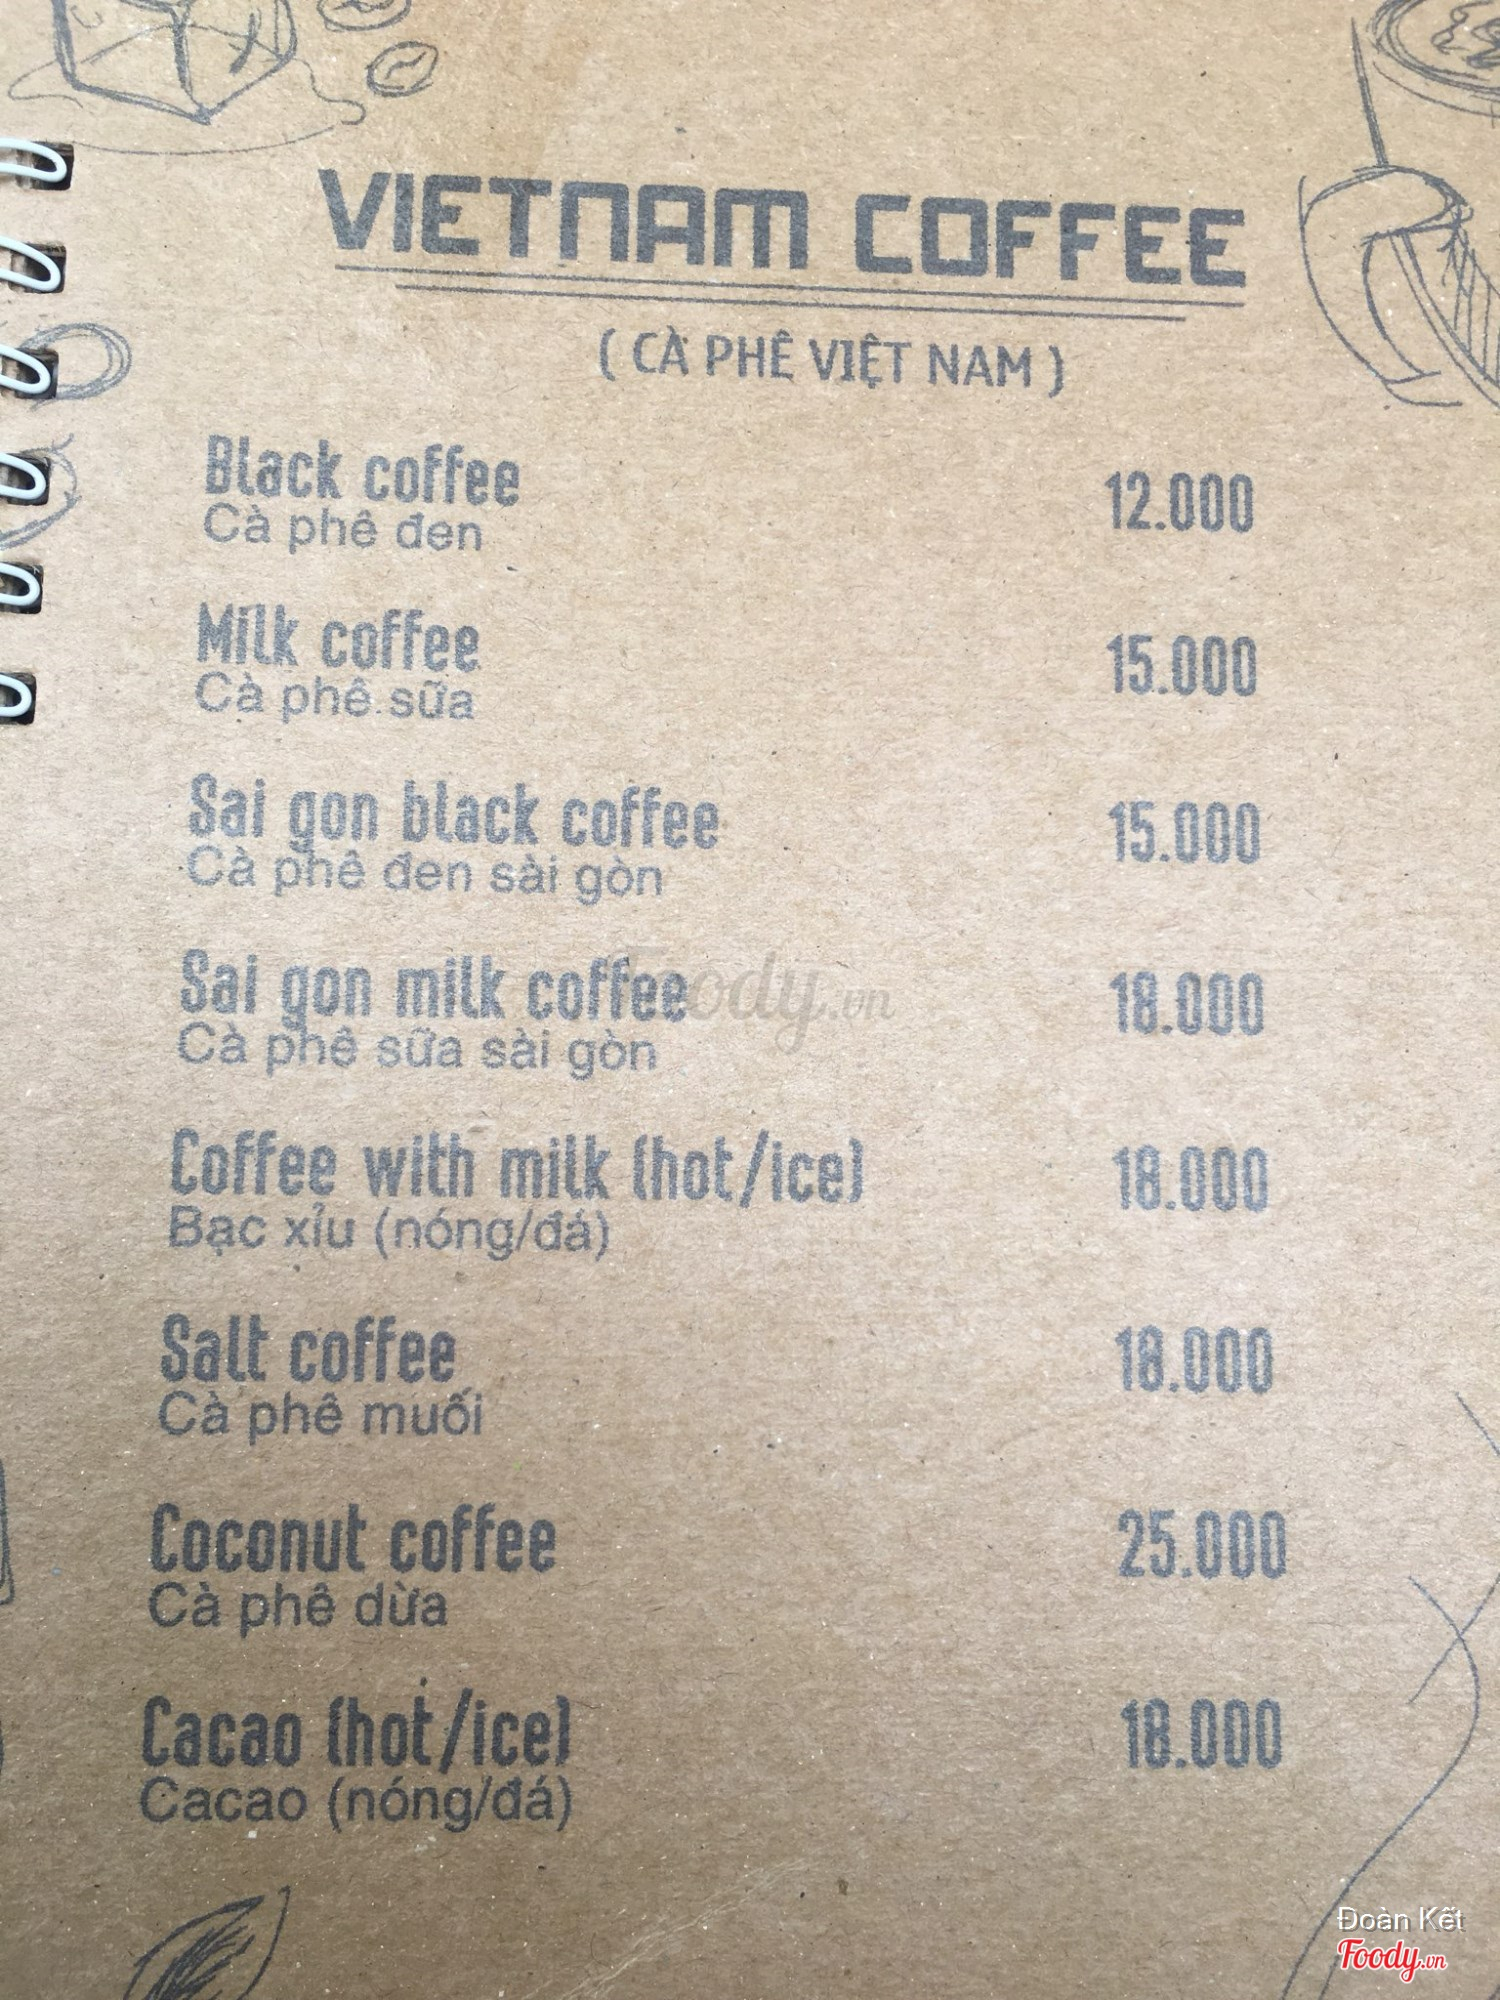 VIETNAM COFFEE
( CÀ PHÊ VIỆT NAM )
Black coffee 12.000
Cà phê đen
Milk coffee 15.000
Cà phê sữa
Sai gon black coffee 15.000
Cà phê đen sài gòn
Sai gon milk coffee 18.000
Cà phê sữa sài gòn
Foody.vn
Coffee with milk (hot/ice) 18.000
Bạc xỉu (nóng/đá)
Salt coffee 18.000
Cà phê muối
Coconut coffee 25.000
Cà phê dừa
Cacao (hot/ice) 18.000
Cacao (nóng/đá)
Đoàn Kết
Foody.vn